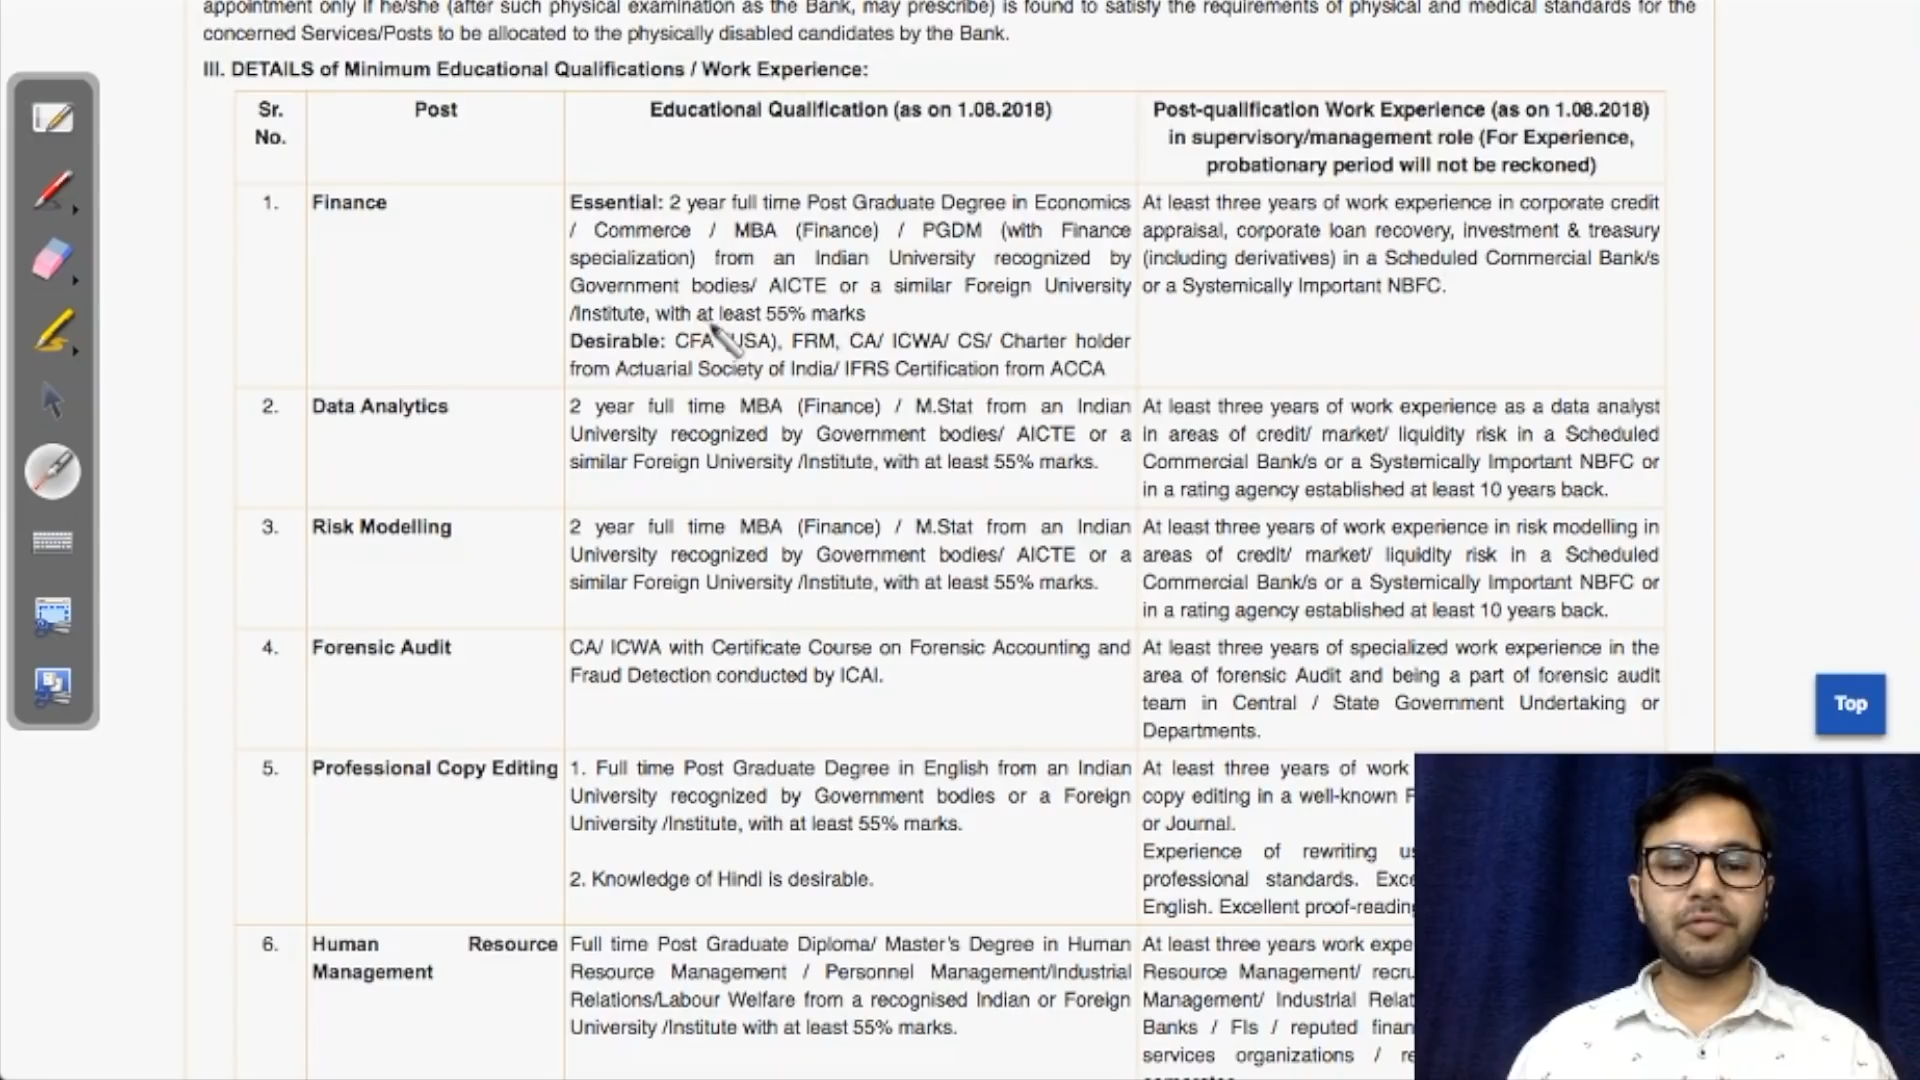 appointment only if he/she (after such physical examination as the Bank, may prescribe) is found to satisfy the requirements of physical and medical standards for the
concerned Services/Posts to be allocated to the physically disabled candidates by the Bank.
III. DETAILS of Minimum Educational Qualifications / Work Experience:
Sr. No.
Post
Educational Qualification (as on 1.08.2018)
Post-qualification Work Experience (as on 1.08.2018)
in supervisory/management role (For Experience,
probationary period will not be reckoned)
1.
Finance
Essential: 2 year full time Post Graduate Degree in Economics
/ Commerce / MBA (Finance) / PGDM (with Finance
specialization) from an Indian University recognized by
Government bodies/ AICTE or a similar Foreign University
/Institute, with at least 55% marks
Desirable: CFA USA), FRM, CA/ ICWA/ CS/ Charter holder
from Actuarial Society of India/ IFRS Certification from ACCA
At least three years of work experience in corporate credit
appraisal, corporate loan recovery, investment & treasury
(including derivatives) in a Scheduled Commercial Bank/s
or a Systemically Important NBFC.
2.
Data Analytics
2 year full time MBA (Finance) / M.Stat from an Indian
University recognized by Government bodies/ AICTE or a
similar Foreign University /Institute, with at least 55% marks.
At least three years of work experience as a data analyst
in areas of credit/ market/ liquidity risk in a Scheduled
Commercial Bank/s or a Systemically Important NBFC or
in a rating agency established at least 10 years back.
3.
Risk Modelling
2 year full time MBA (Finance) / M.Stat from an Indian
University recognized by Government bodies/ AICTE or a
similar Foreign University /Institute, with at least 55% marks.
At least three years of work experience in risk modelling in
areas of credit/ market/ liquidity risk in a Scheduled
Commercial Bank/s or a Systemically Important NBFC or
in a rating agency established at least 10 years back.
4.
Forensic Audit
CA/ ICWA with Certificate Course on Forensic Accounting and
Fraud Detection conducted by ICAI.
At least three years of specialized work experience in the
area of forensic Audit and being a part of forensic audit
team in Central / State Government Undertaking or
Departments.
Top
5.
Professional Copy Editing
1. Full time Post Graduate Degree in English from an Indian
University recognized by Government bodies or a Foreign
University /Institute, with at least 55% marks.
2. Knowledge of Hindi is desirable.
At least three years of work
copy editing in a well-known
or Journal.
Experience of rewriting
professional standards.
English. Excellent proof-reading
6.
Human Resource
Management
Full time Post Graduate Diploma/ Master's Degree in Human
Resource Management / Personnel Management/Industrial
Relations/Labour Welfare from a recognised Indian or Foreign
University /Institute with at least 55% marks.
At least three years work
Resource Management/
Management/ Industrial
Banks / FIs / reputed
services organizations /